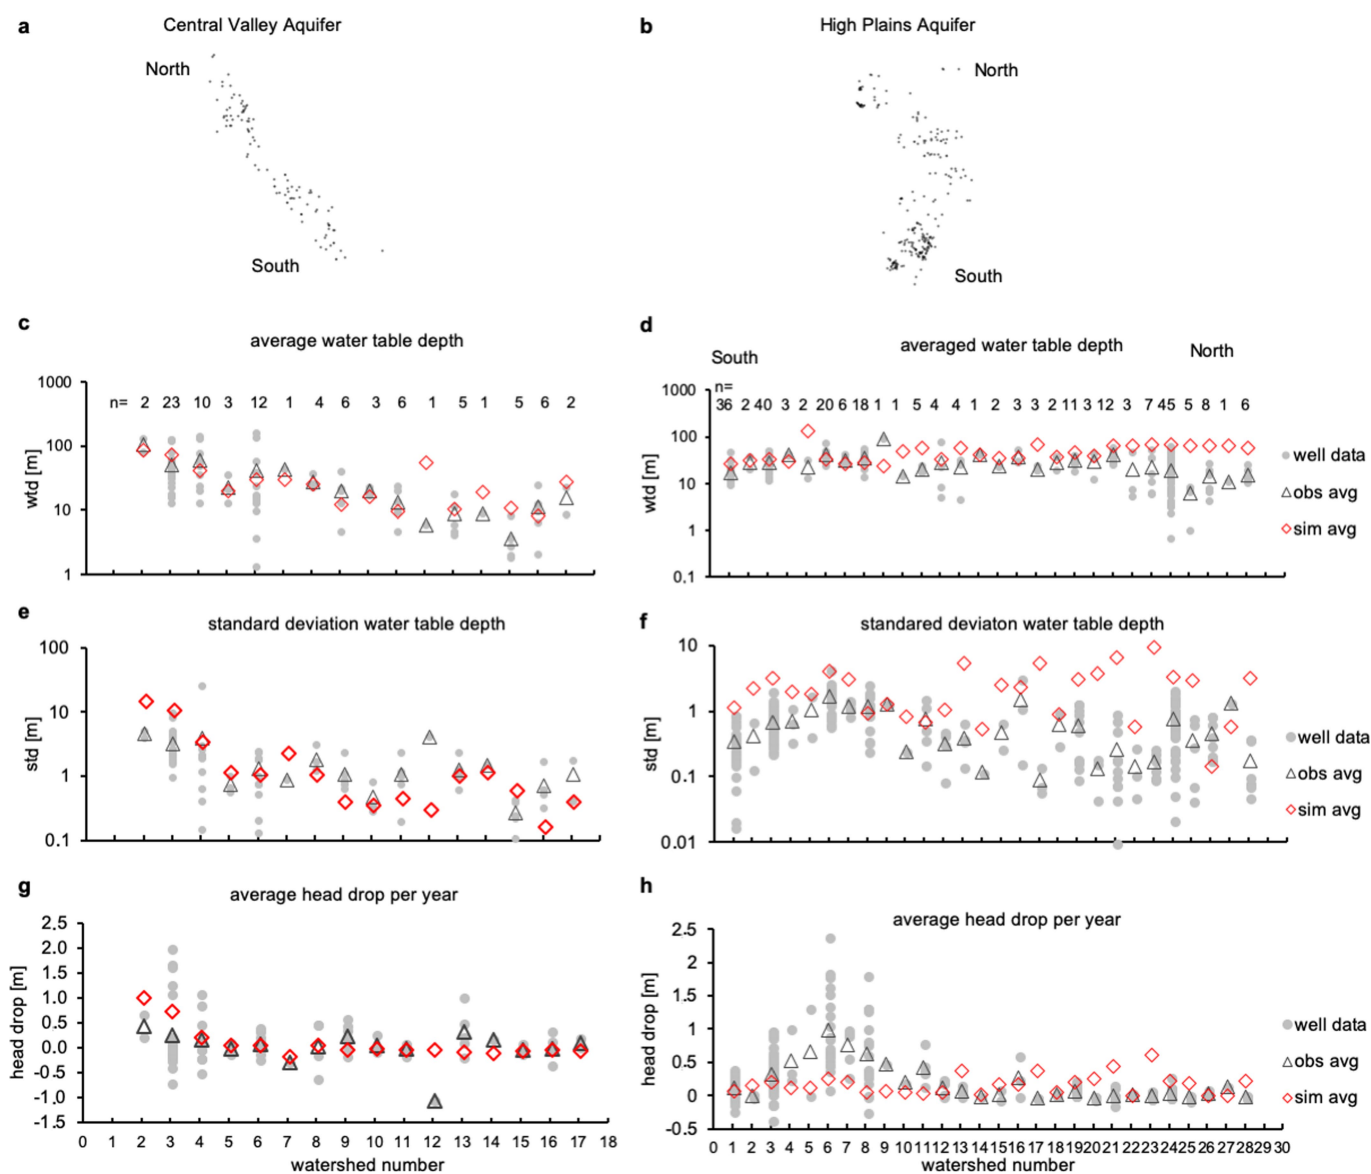 a
Central Valley Aquifer
North
South
b
High Plains Aquifer
North
South
c
average water table depth
wtd [m]
1000
100
10
1
n= 2 23 10 3 12 1 4 6 3 6 1 5 1 5 6 2
d
South
averaged water table depth
North
wtd [m]
1000
100
10
1
0.1
n=
36 2 40 3 2 20 6 18 1 1 5 4 4 1 2 3 3 2 11 3 12 3 7 45 5 8 1 6
well data
obs avg
sim avg
e
standard deviation water table depth
std [m]
100
10
1
0.1
f
standared deviaton water table depth
std [m]
10
1
0.1
0.01
well data
obs avg
sim avg
g
average head drop per year
head drop [m]
2.5
2.0
1.5
1.0
0.5
0.0
-0.5
-1.0
-1.5
0 1 2 3 4 5 6 7 8 9 10 11 12 13 14 15 16 17 18
watershed number
h
average head drop per year
head drop [m]
2.5
2
1.5
1
0.5
0
-0.5
0 1 2 3 4 5 6 7 8 9 10 11 12 13 14 15 16 17 18 19 20 21 22 23 24 25 26 27 28 29 30
watershed number
well data
obs avg
sim avg